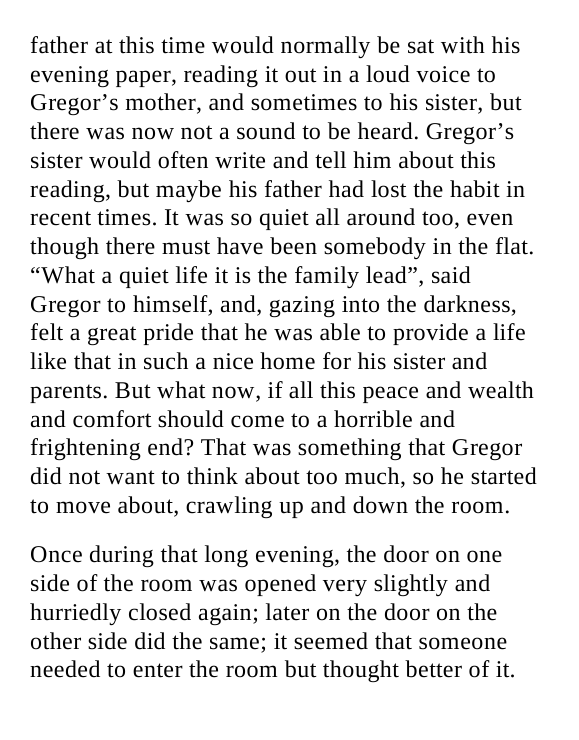 father at this time would normally be sat with his
evening paper, reading it out in a loud voice to
Gregor’s mother, and sometimes to his sister, but
there was now not a sound to be heard. Gregor’s
sister would often write and tell him about this
reading, but maybe his father had lost the habit in
recent times. It was so quiet all around too, even
though there must have been somebody in the flat.
“What a quiet life it is the family lead”, said
Gregor to himself, and, gazing into the darkness,
felt a great pride that he was able to provide a life
like that in such a nice home for his sister and
parents. But what now, if all this peace and wealth
and comfort should come to a horrible and
frightening end? That was something that Gregor
did not want to think about too much, so he started
to move about, crawling up and down the room.
Once during that long evening, the door on one
side of the room was opened very slightly and
hurriedly closed again; later on the door on the
other side did the same; it seemed that someone
needed to enter the room but thought better of it.